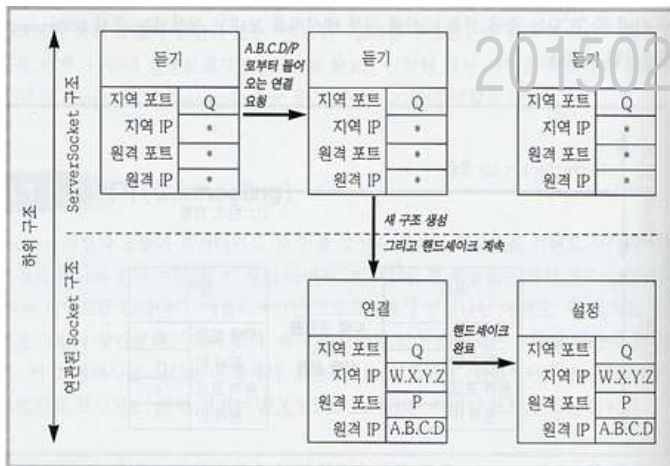 201502
하위 구조
ServerSocket 구조
연관된 Socket 구조
듣기
지역 포트 Q
지역 IP *
원격 포트 *
원격 IP *
A.B.C.D/P
로부터 들어
오는 연결
요청
듣기
지역 포트 Q
지역 IP *
원격 포트 *
원격 IP *
듣기
지역 포트 Q
지역 IP *
원격 포트 *
원격 IP *
새 구조 생성
그리고 핸드셰이크 계속
연결
지역 포트 Q
지역 IP W.X.Y.Z
원격 포트 P
원격 IP A.B.C.D
핸드셰이크
완료
설정
지역 포트 Q
지역 IP W.X.Y.Z
원격 포트 P
원격 IP A.B.C.D